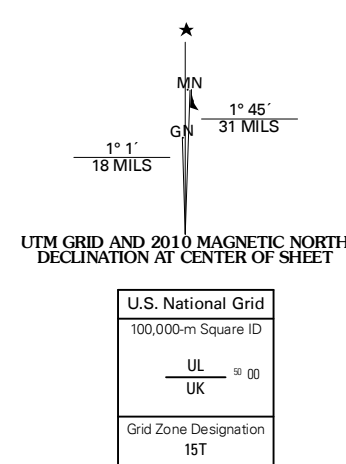 ★
MN
1° 45´
GN
31 MILS
1° 1´
18 MILS
UTM GRID AND 2010 MAGNETIC NORTH
DECLINATION AT CENTER OF SHEET
U.S. National Grid
100,000-m Square ID
UL
50 00
UK
Grid Zone Designation
15T